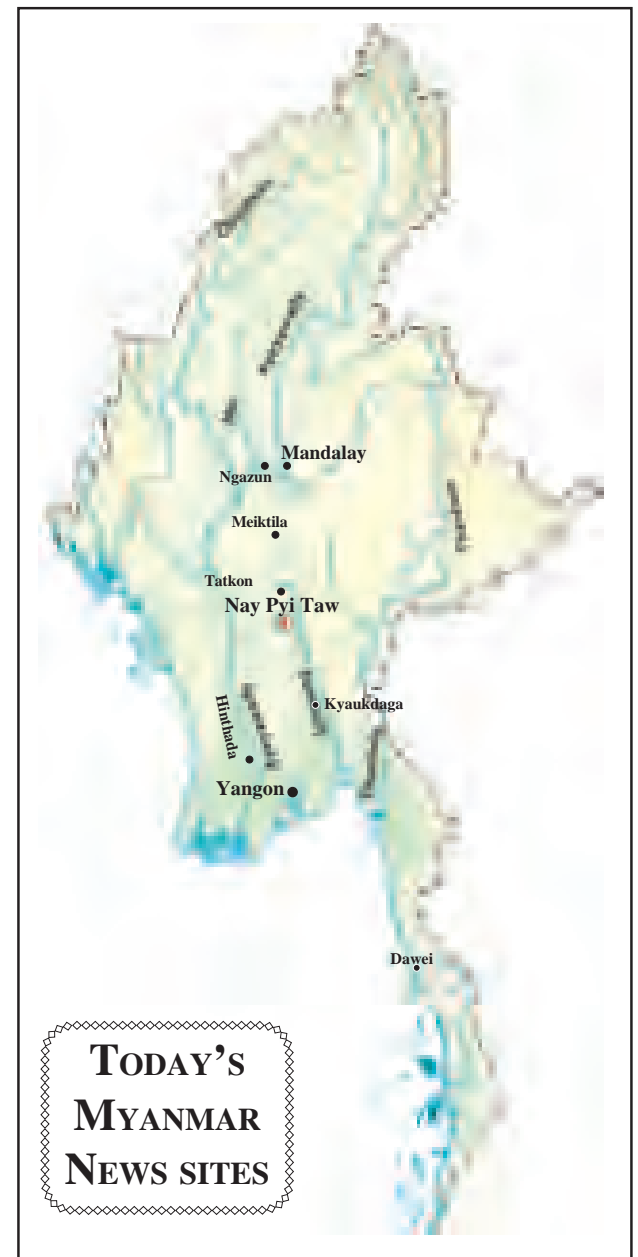 Mandalay
Ngazun
Meiktila
Tatkon
Nay Pyi Taw
Kyaukdaga
Hinthada
Yangon
Dawei
TODAY'S
MYANMAR
NEWS SITES